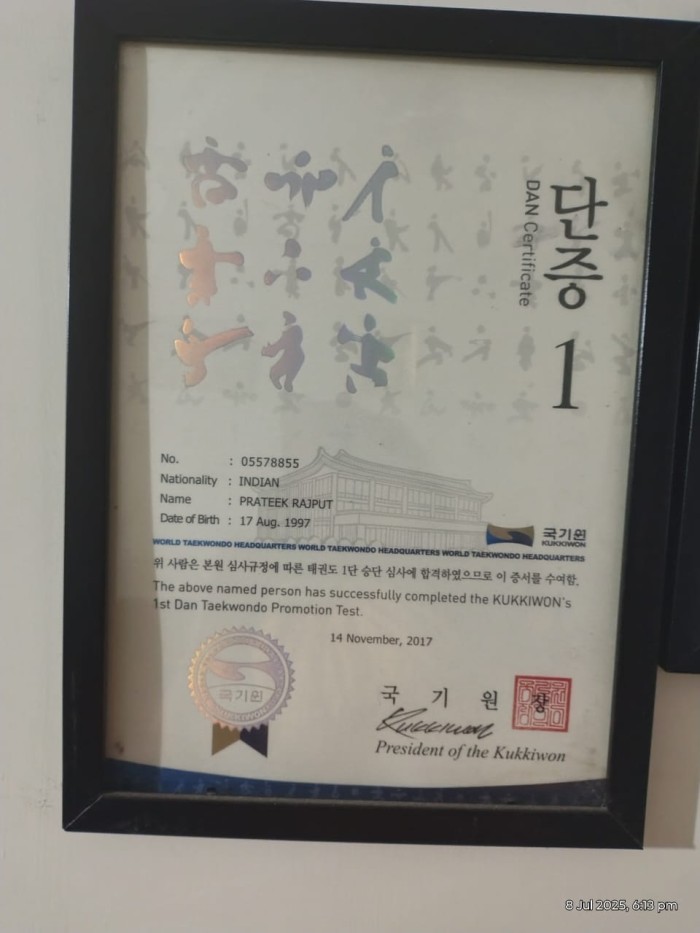 단증 1
DAN Certificate
No. : 05578855
Nationality : INDIAN
Name : PRATEEK RAJPUT
Date of Birth : 17 Aug. 1997
국기원
KUKKIWON
WORLD TAEKWONDO HEADQUARTERS WORLD TAEKWONDO HEADQUARTERS WORLD TAEKWONDO HEADQUARTERS
위 사람은 본원 심사규정에 따른 태권도 1단 승단 심사에 합격하였으므로 이 증서를 수여함.
The above named person has successfully completed the KUKKIWON's
1st Dan Taekwondo Promotion Test.
14 November, 2017
국기원
KUKKIWON
국 기 원 장
Kukkiwon
President of the Kukkiwon
8 Jul 2025, 6:13 pm